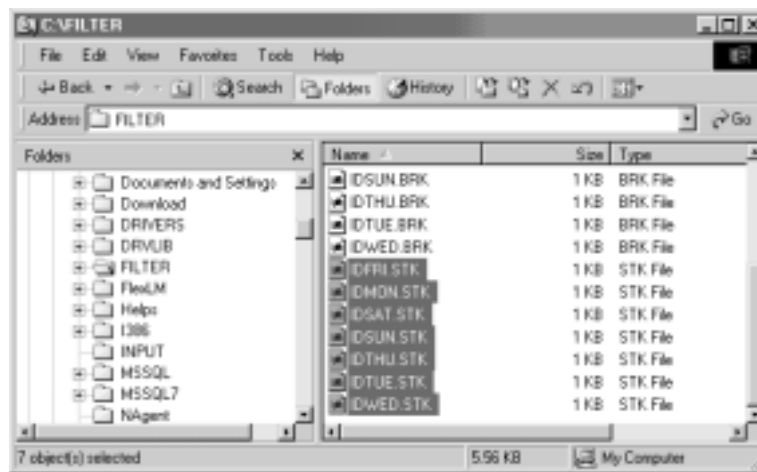 C:\FILTER
File Edit View Favorites Tools Help
Back Search Folders History
Address FILTER Go
Folders
Documents and Settings
Download
DRIVERS
DRVLIB
FILTER
FlexLM
Helps
I386
INPUT
MSSQL
MSSQL7
NAgent
Name Size Type
IDSUN.BRK 1 KB BRK File
IDTHU.BRK 1 KB BRK File
IDTUE.BRK 1 KB BRK File
IDWED.BRK 1 KB BRK File
IDFRI.STK 1 KB STK File
IDMON.STK 1 KB STK File
IDSAT.STK 1 KB STK File
IDSUN.STK 1 KB STK File
IDTHU.STK 1 KB STK File
IDTUE.STK 1 KB STK File
IDWED.STK 1 KB STK File
7 object(s) selected 5.96 KB My Computer